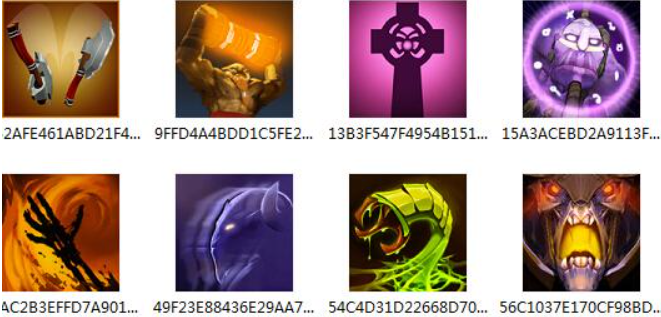 2AFE461ABD21F4...
9FFD4A4BDD1C5FE2...
13B3F547F4954B151...
15A3ACEBD2A9113F...
AC2B3EFFD7A901...
49F23E88436E29AA7...
54C4D31D22668D70...
56C1037E170CF98BD...